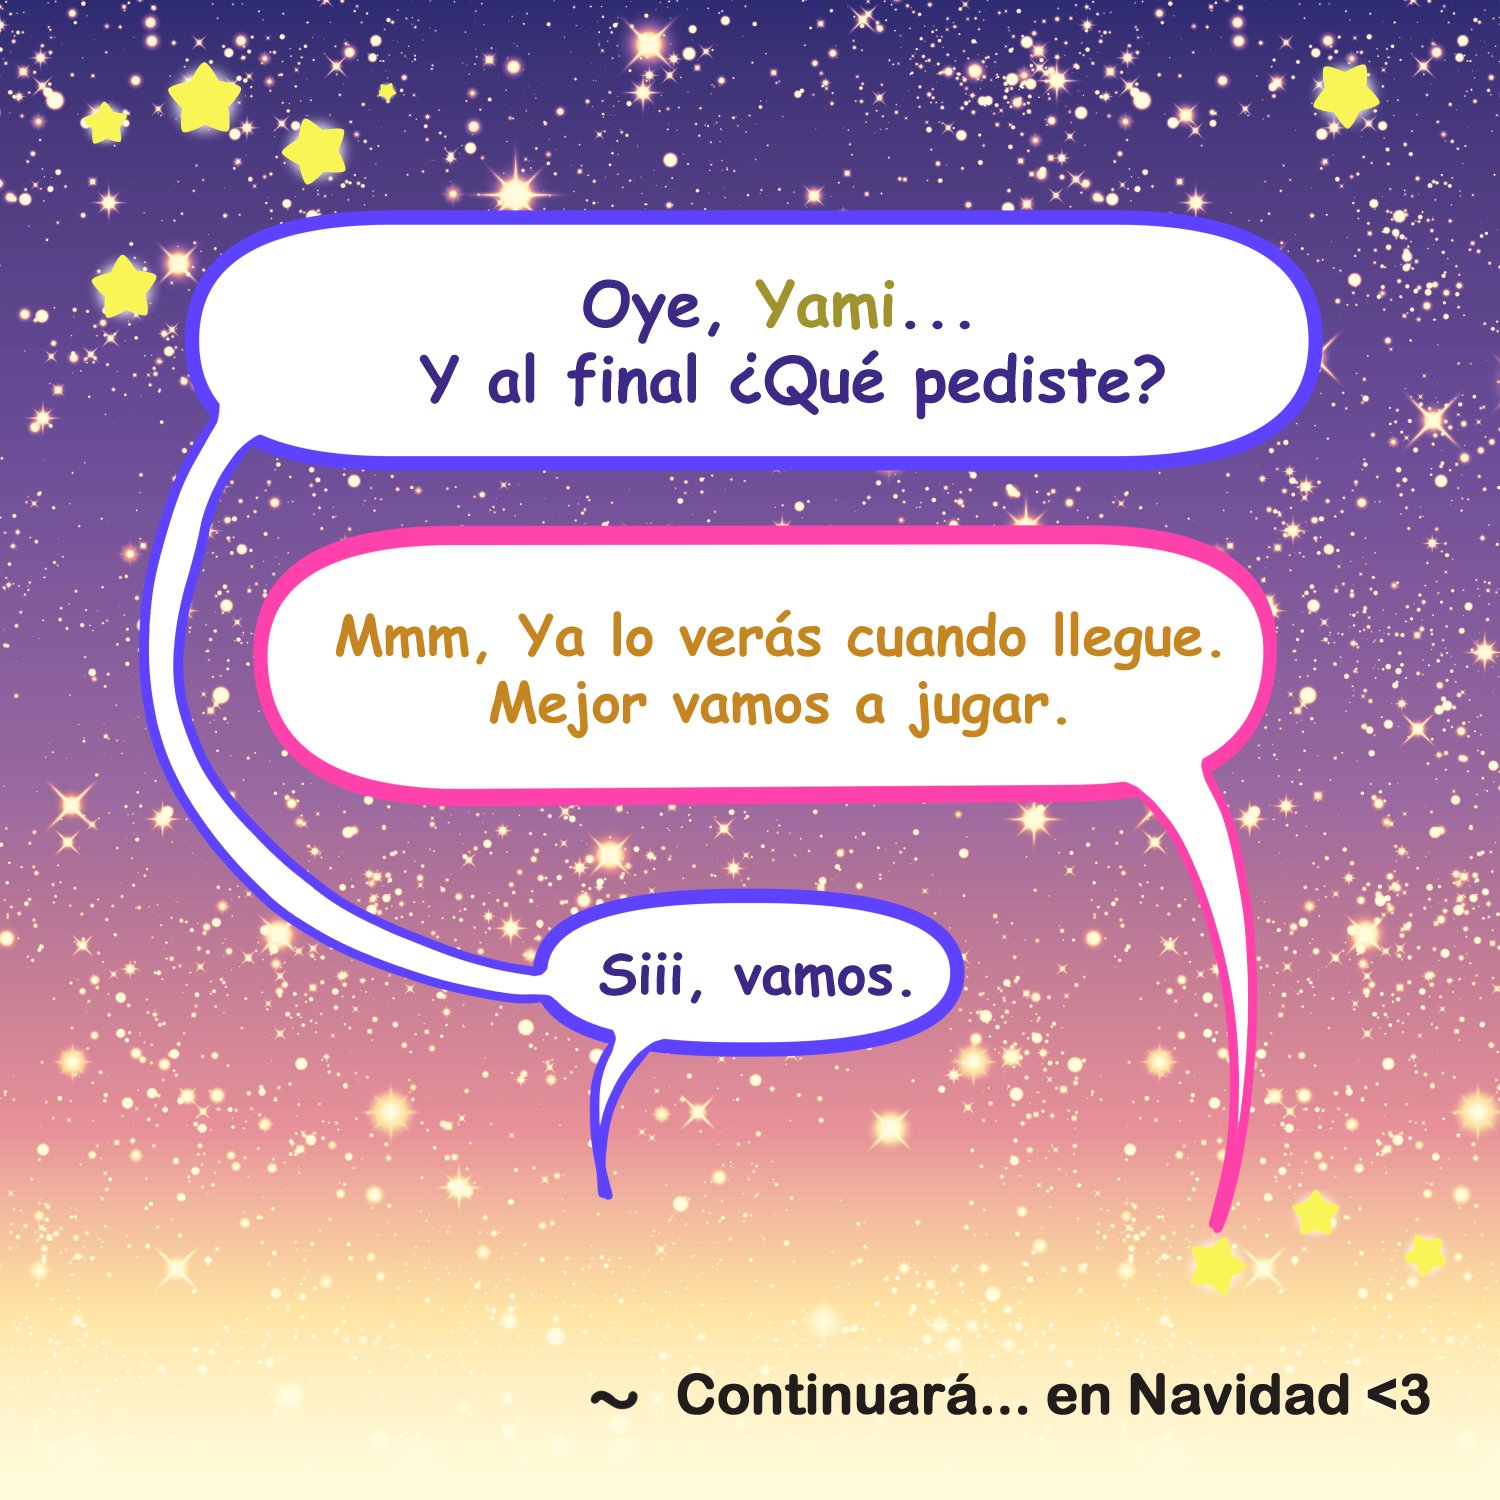 Oye, Yami...
Y al final ¿Qué pediste?
Mmm, Ya lo verás cuando llegue.
Mejor vamos a jugar.
Siii, vamos.
~ Continuará... en Navidad <3